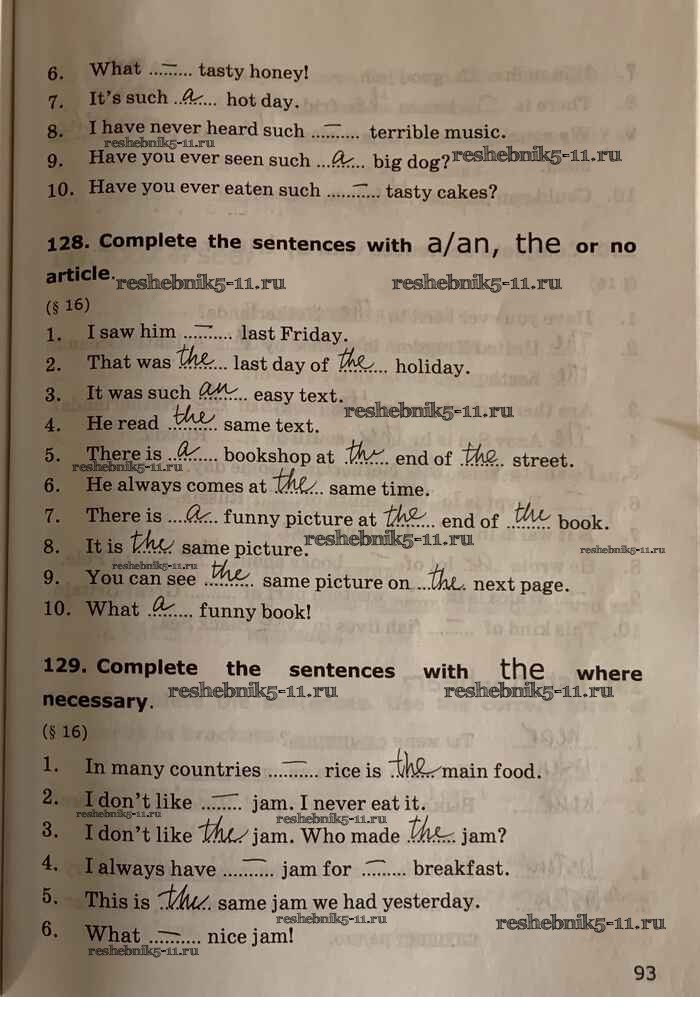 6. What ...–... tasty honey!
7. It's such ..a.... hot day.
8. I have never heard such ...–.... terrible music.
reshebnik5-11.ru
9. Have you ever seen such ...a.... big dog? reshebnik5-11.ru
10. Have you ever eaten such .....–.... tasty cakes?
128. Complete the sentences with a/an, the or no
article. reshebnik5-11.ru reshebnik5-11.ru
(§ 16)
1. I saw him ...–..... last Friday.
2. That was the last day of the holiday.
3. It was such an easy text.
reshebnik5-11.ru
4. He read the same text.
5. There is a bookshop at the end of the street.
reshebnik5-11.ru
6. He always comes at the same time.
7. There is a funny picture at the end of the book.
8. It is the same picture. reshebnik5-11.ru reshebnik5-11.ru
reshebnik5-11.ru
9. You can see the same picture on the next page.
10. What a funny book!
129. Complete the sentences with the where
necessary. reshebnik5-11.ru reshebnik5-11.ru
(§ 16)
1. In many countries ...–.... rice is the main food.
2. I don't like ...–... jam. I never eat it.
reshebnik5-11.ru reshebnik5-11.ru
3. I don't like the jam. Who made the jam?
4. I always have ....–.... jam for ..–.... breakfast.
5. This is the same jam we had yesterday.
reshebnik5-11.ru reshebnik5-11.ru
6. What ...–.... nice jam!
reshebnik5-11.ru
93